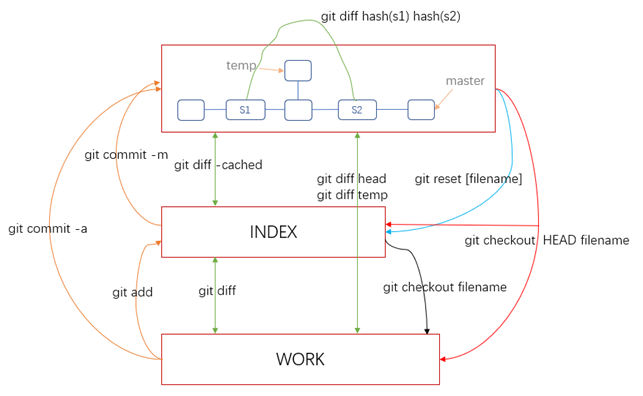 git diff hash(s1) hash(s2)
temp
master
S1
S2
git commit -m
git diff -cached
git diff head
git diff temp
git reset [filename]
git commit -a
INDEX
git checkout  HEAD filename
git add
git diff
git checkout filename
WORK